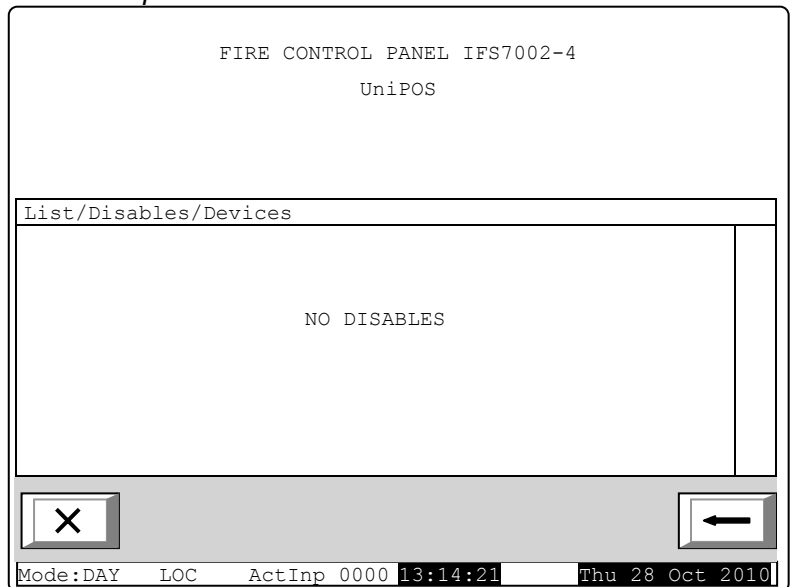 FIRE CONTROL PANEL IFS7002-4
UniPOS
List/Disables/Devices
NO DISABLES
Mode:DAY LOC ActInp 0000 13:14:21 Thu 28 Oct 2010